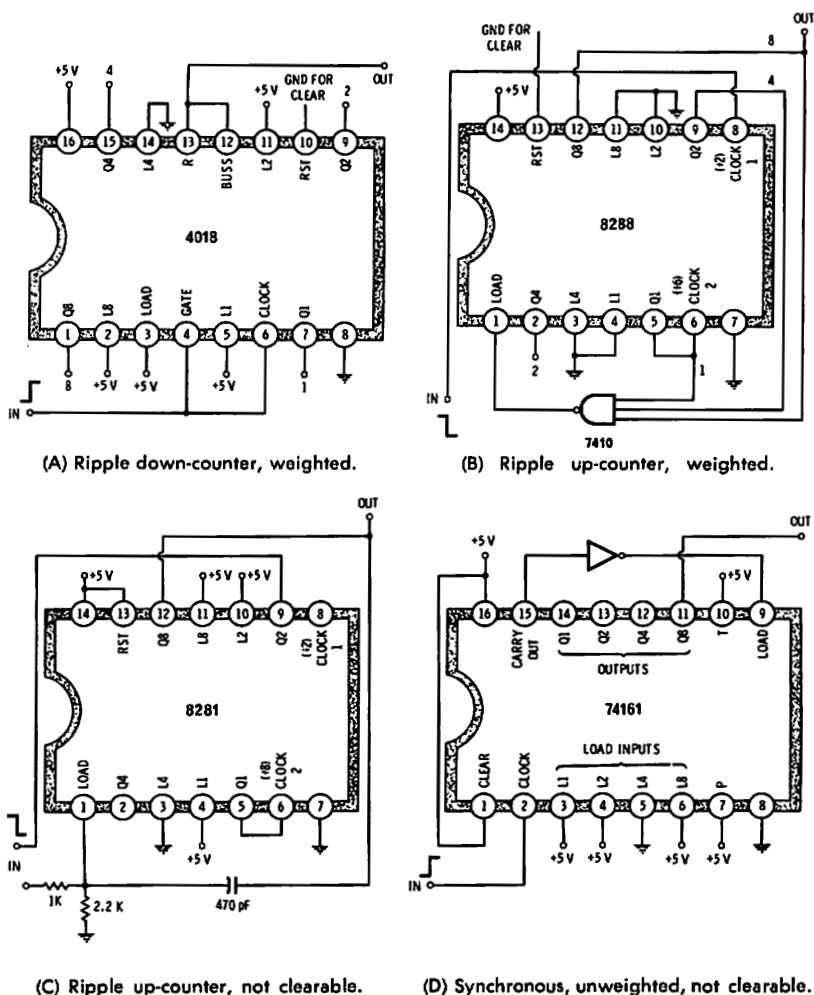 OUT
+5 V 4 GND FOR CLEAR +5 V 2 OUT
16 15 14 13 12 11 10 9
Q4 L4 R BUSS L2 RST Q2
4018
Q8 L8 LOAD GATE L1 CLOCK Q1
1 2 3 4 5 6 7 8
8 +5 V +5 V +5 V 1
IN
(A) Ripple down-counter, weighted.
GND FOR CLEAR 8
4
+5 V
14 13 12 11 10 9 8
RST Q8 L8 L2 Q2 (÷2) CLOCK 1
8288
LOAD Q4 L4 L1 Q1 (÷6) CLOCK 2
1 2 3 4 5 6 7
2 1
IN
7410
(B) Ripple up-counter, weighted.
OUT
+5 V +5 V +5 V
14 13 12 11 10 9 8
RST Q8 L8 L2 Q2 (÷2) CLOCK 1
8281
LOAD Q4 L4 L1 Q1 (÷8) CLOCK 2
1 2 3 4 5 6 7
+5 V
IN
1K 2.2 K 470 pF
(C) Ripple up-counter, not clearable.
OUT
+5 V +5 V
16 15 14 13 12 11 10 9
CARRY OUT Q1 Q2 Q4 Q8 T LOAD
OUTPUTS
74161
LOAD INPUTS
CLEAR CLOCK L1 L2 L4 L8 P
1 2 3 4 5 6 7 8
+5 V +5 V +5 V +5 V
IN
(D) Synchronous, unweighted, not clearable.